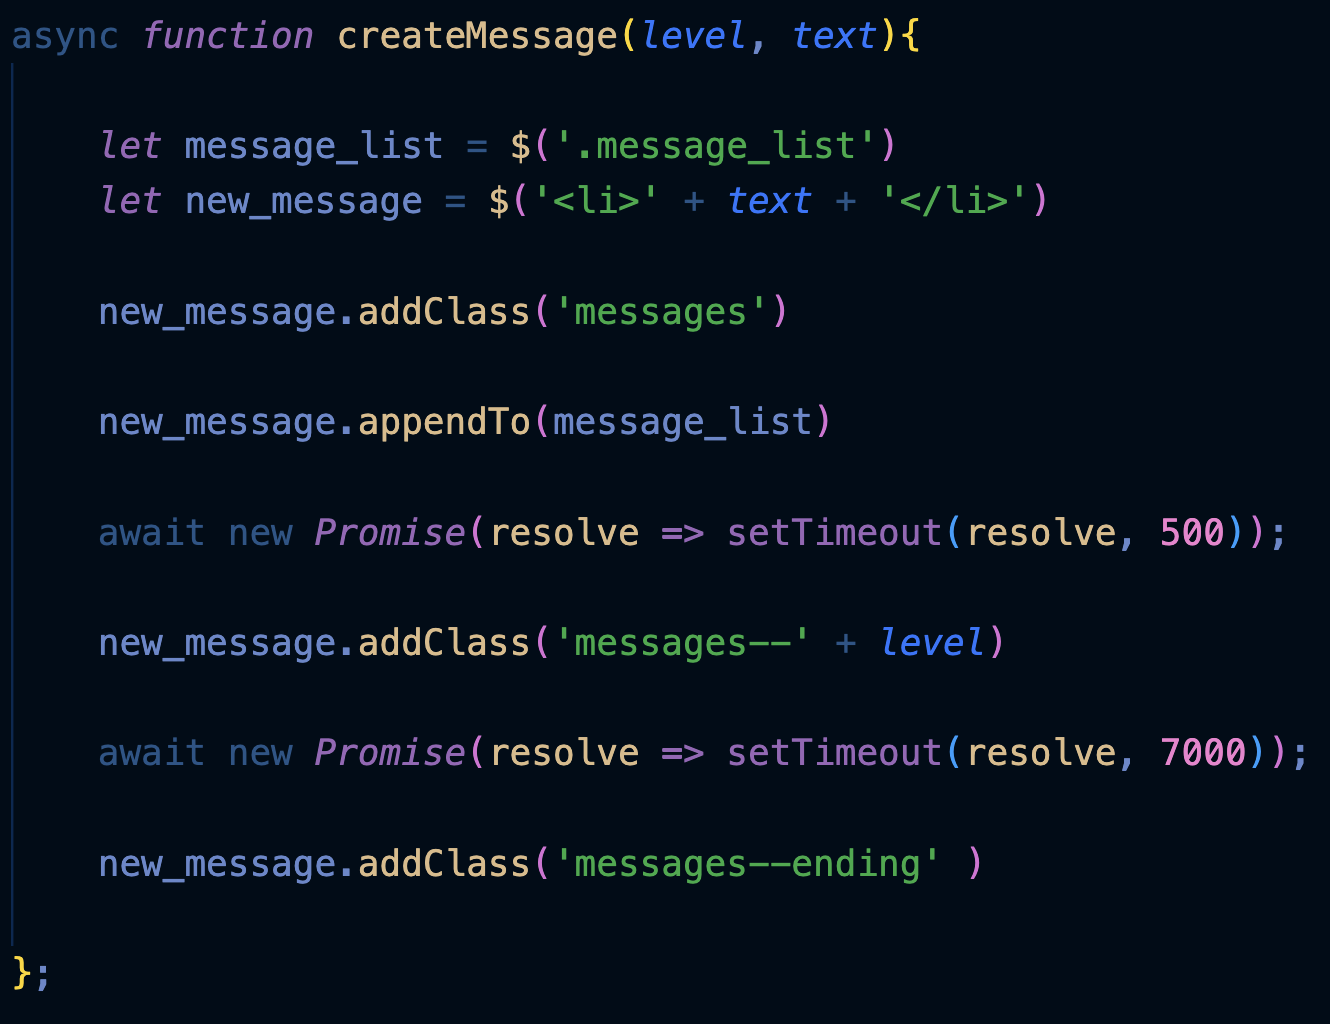 async function createMessage(level, text){
let message_list = $('.message_list')
let new_message = $('<li>' + text + '</li>')
new_message.addClass('messages')
new_message.appendTo(message_list)
await new Promise(resolve => setTimeout(resolve, 500));
new_message.addClass('messages--' + level)
await new Promise(resolve => setTimeout(resolve, 7000));
new_message.addClass('messages--ending' )
};